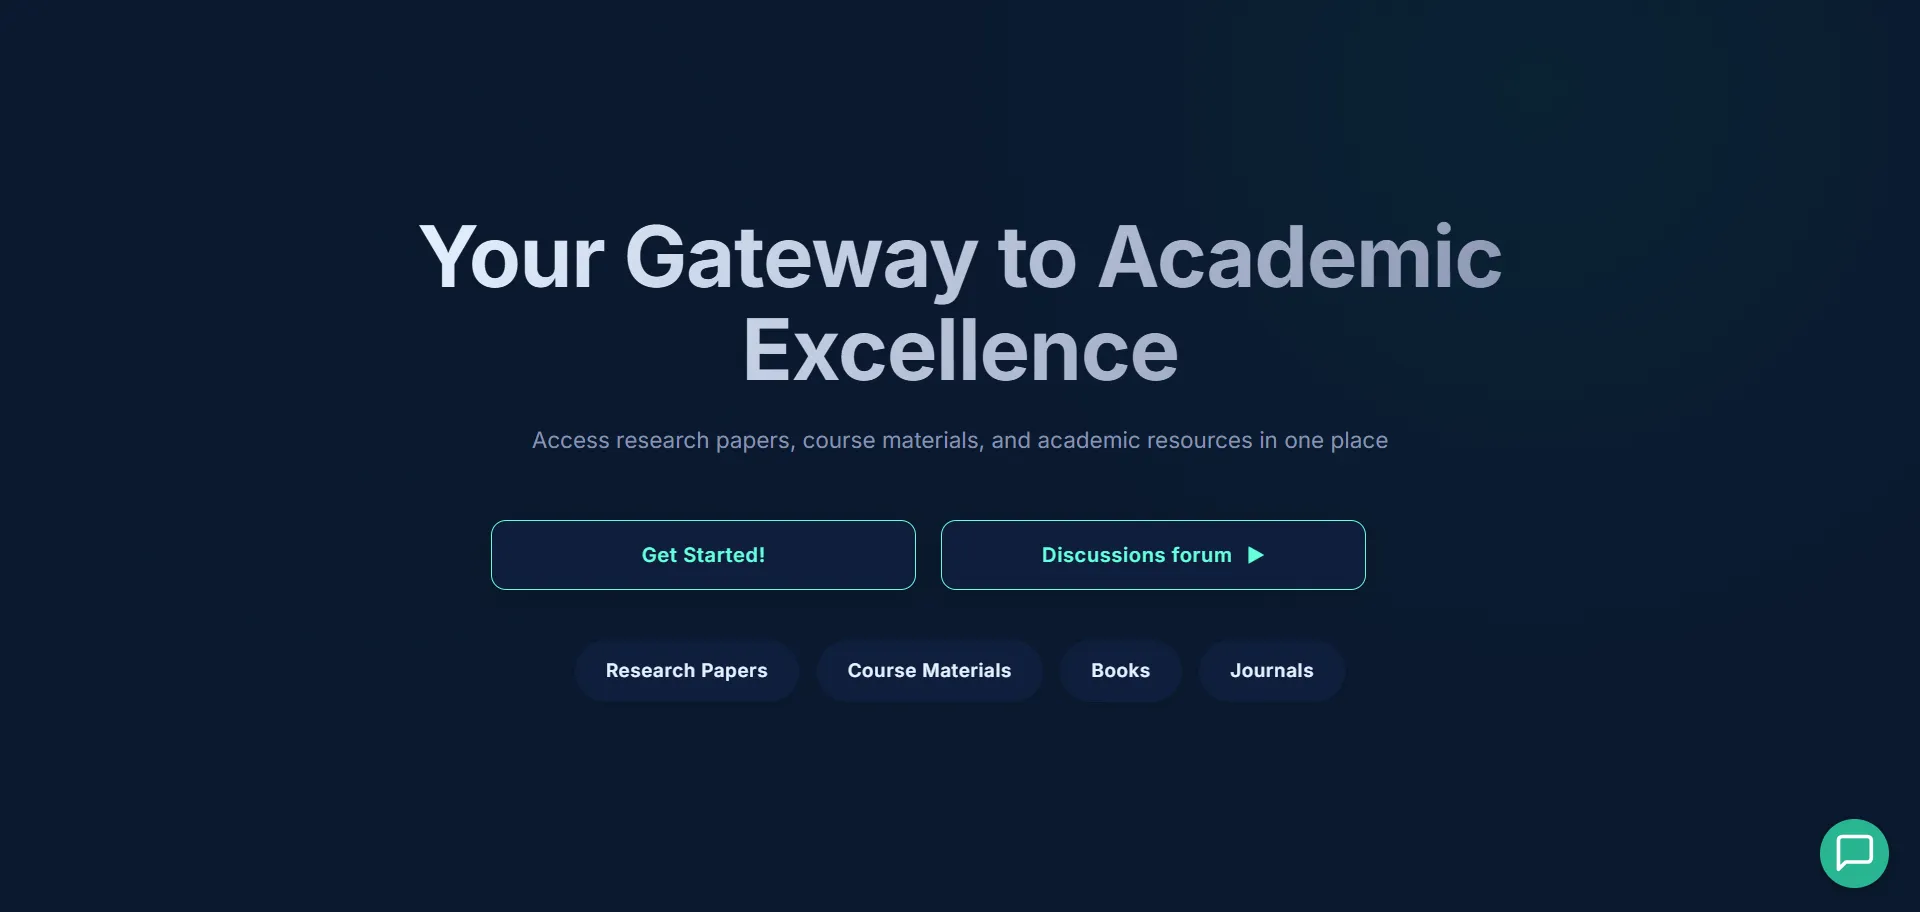 Your Gateway to Academic
Excellence
Access research papers, course materials, and academic resources in one place
Get Started!
Discussions forum
Research Papers
Course Materials
Books
Journals